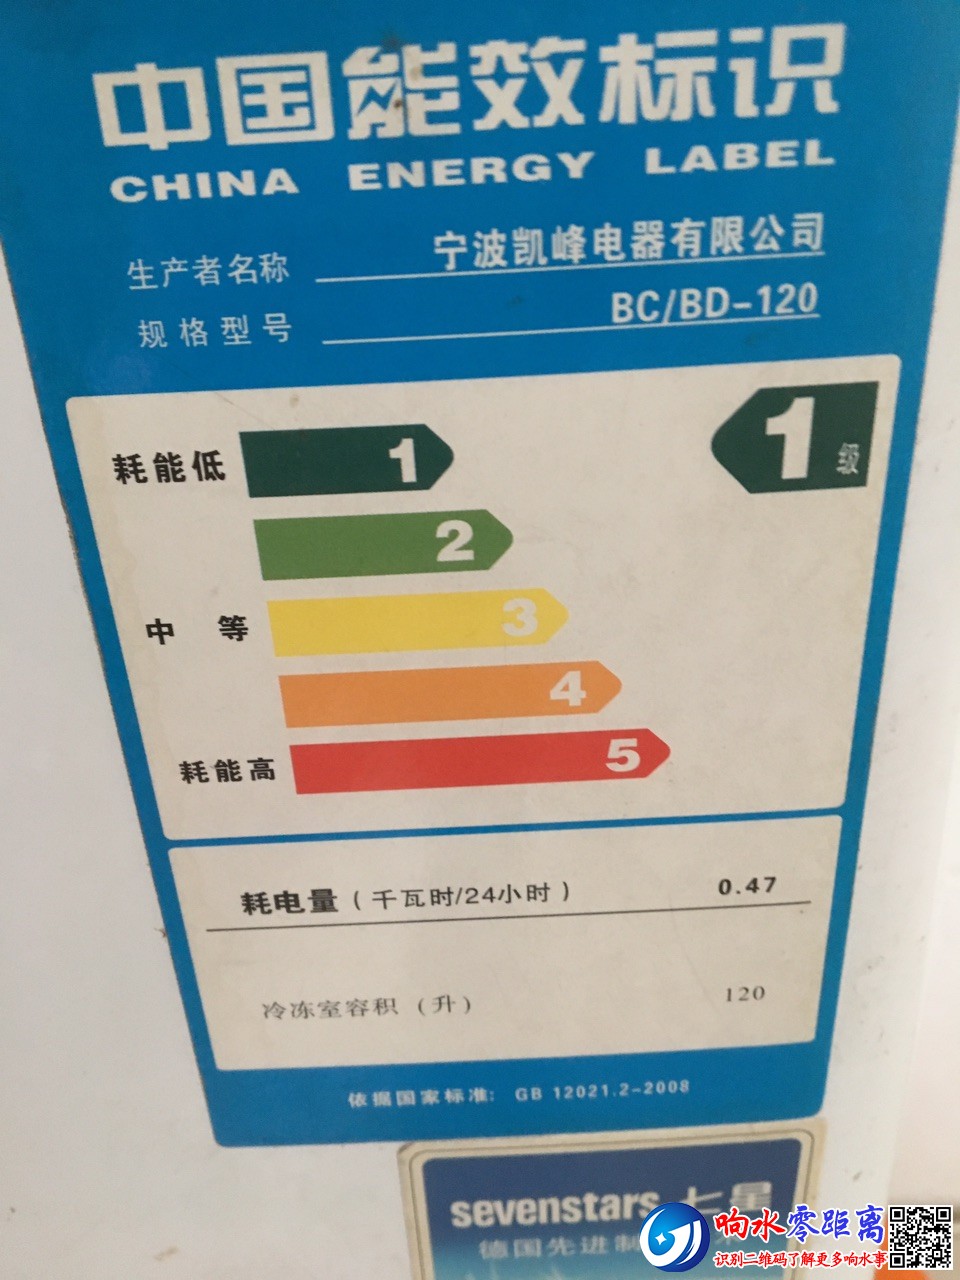 中国能效标识
CHINA ENERGY LABEL
生产者名称 宁波凯峰电器有限公司
规格型号 BC/BD-120
耗能低 1 1级
2
中等 3
4
耗能高 5
耗电量（千瓦时/24小时） 0.47
冷冻室容积（升） 120
依据国家标准: GB 12021.2-2008
sevenstars 七星
德国先进制
响水零距离
识别二维码了解更多响水事